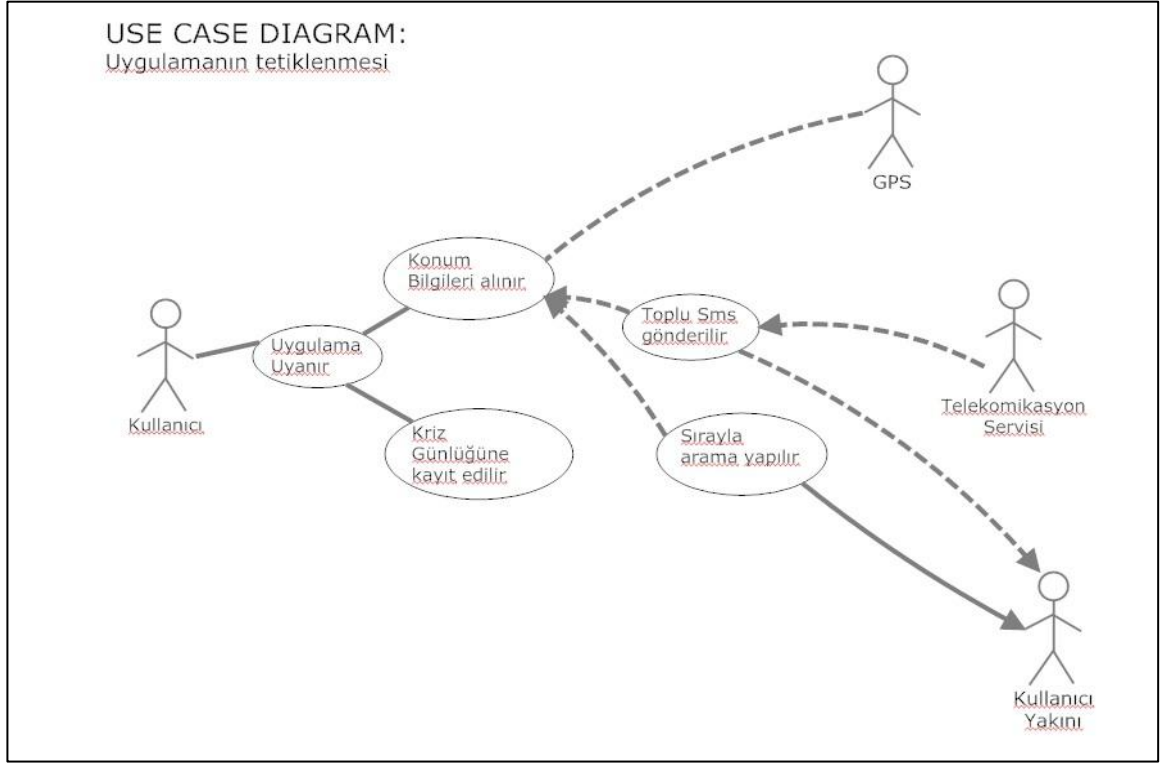 USE CASE DIAGRAM:
Uygulamanın tetiklenmesi
GPS
Konum
Bilgileri alınır
Toplu Sms
gönderilir
Uygulama
Uyanır
Telekomikasyon
Servisi
Kullanıcı
Kriz
Günlüğüne
kayıt edilir
Sırayla
arama yapılır
Kullanıcı
Yakını